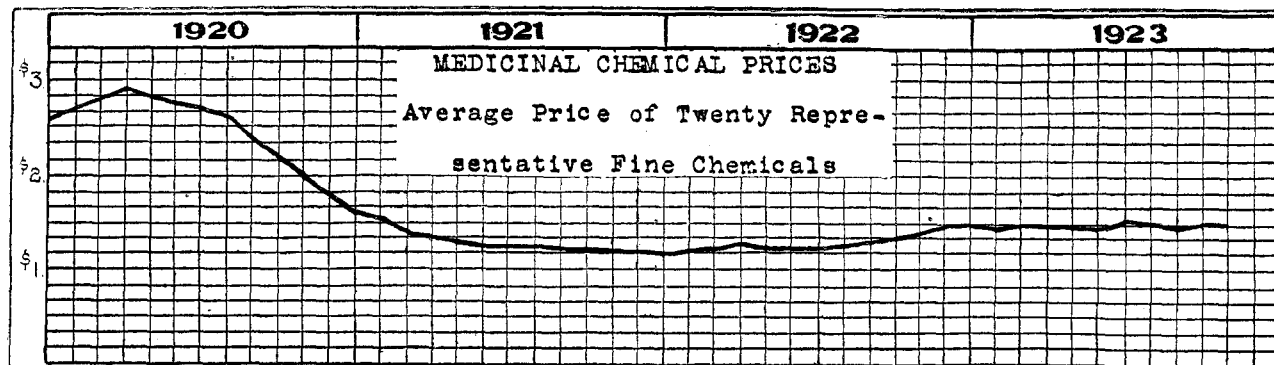 1920 1921 1922 1923
MEDICINAL CHEMICAL PRICES
Average Price of Twenty Repre-
sentative Fine Chemicals
$3.
$2.
$1.